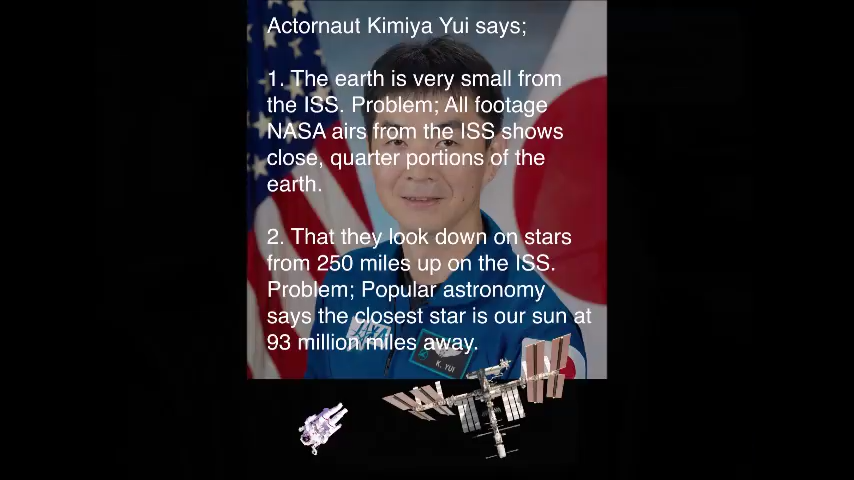 Actornaut Kimiya Yui says;
1. The earth is very small from
the ISS. Problem; All footage
NASA airs from the ISS shows
close, quarter portions of the
earth.
2. That they look down on stars
from 250 miles up on the ISS.
Problem; Popular astronomy
says the closest star is our sun at
93 million miles away.
K. YUI